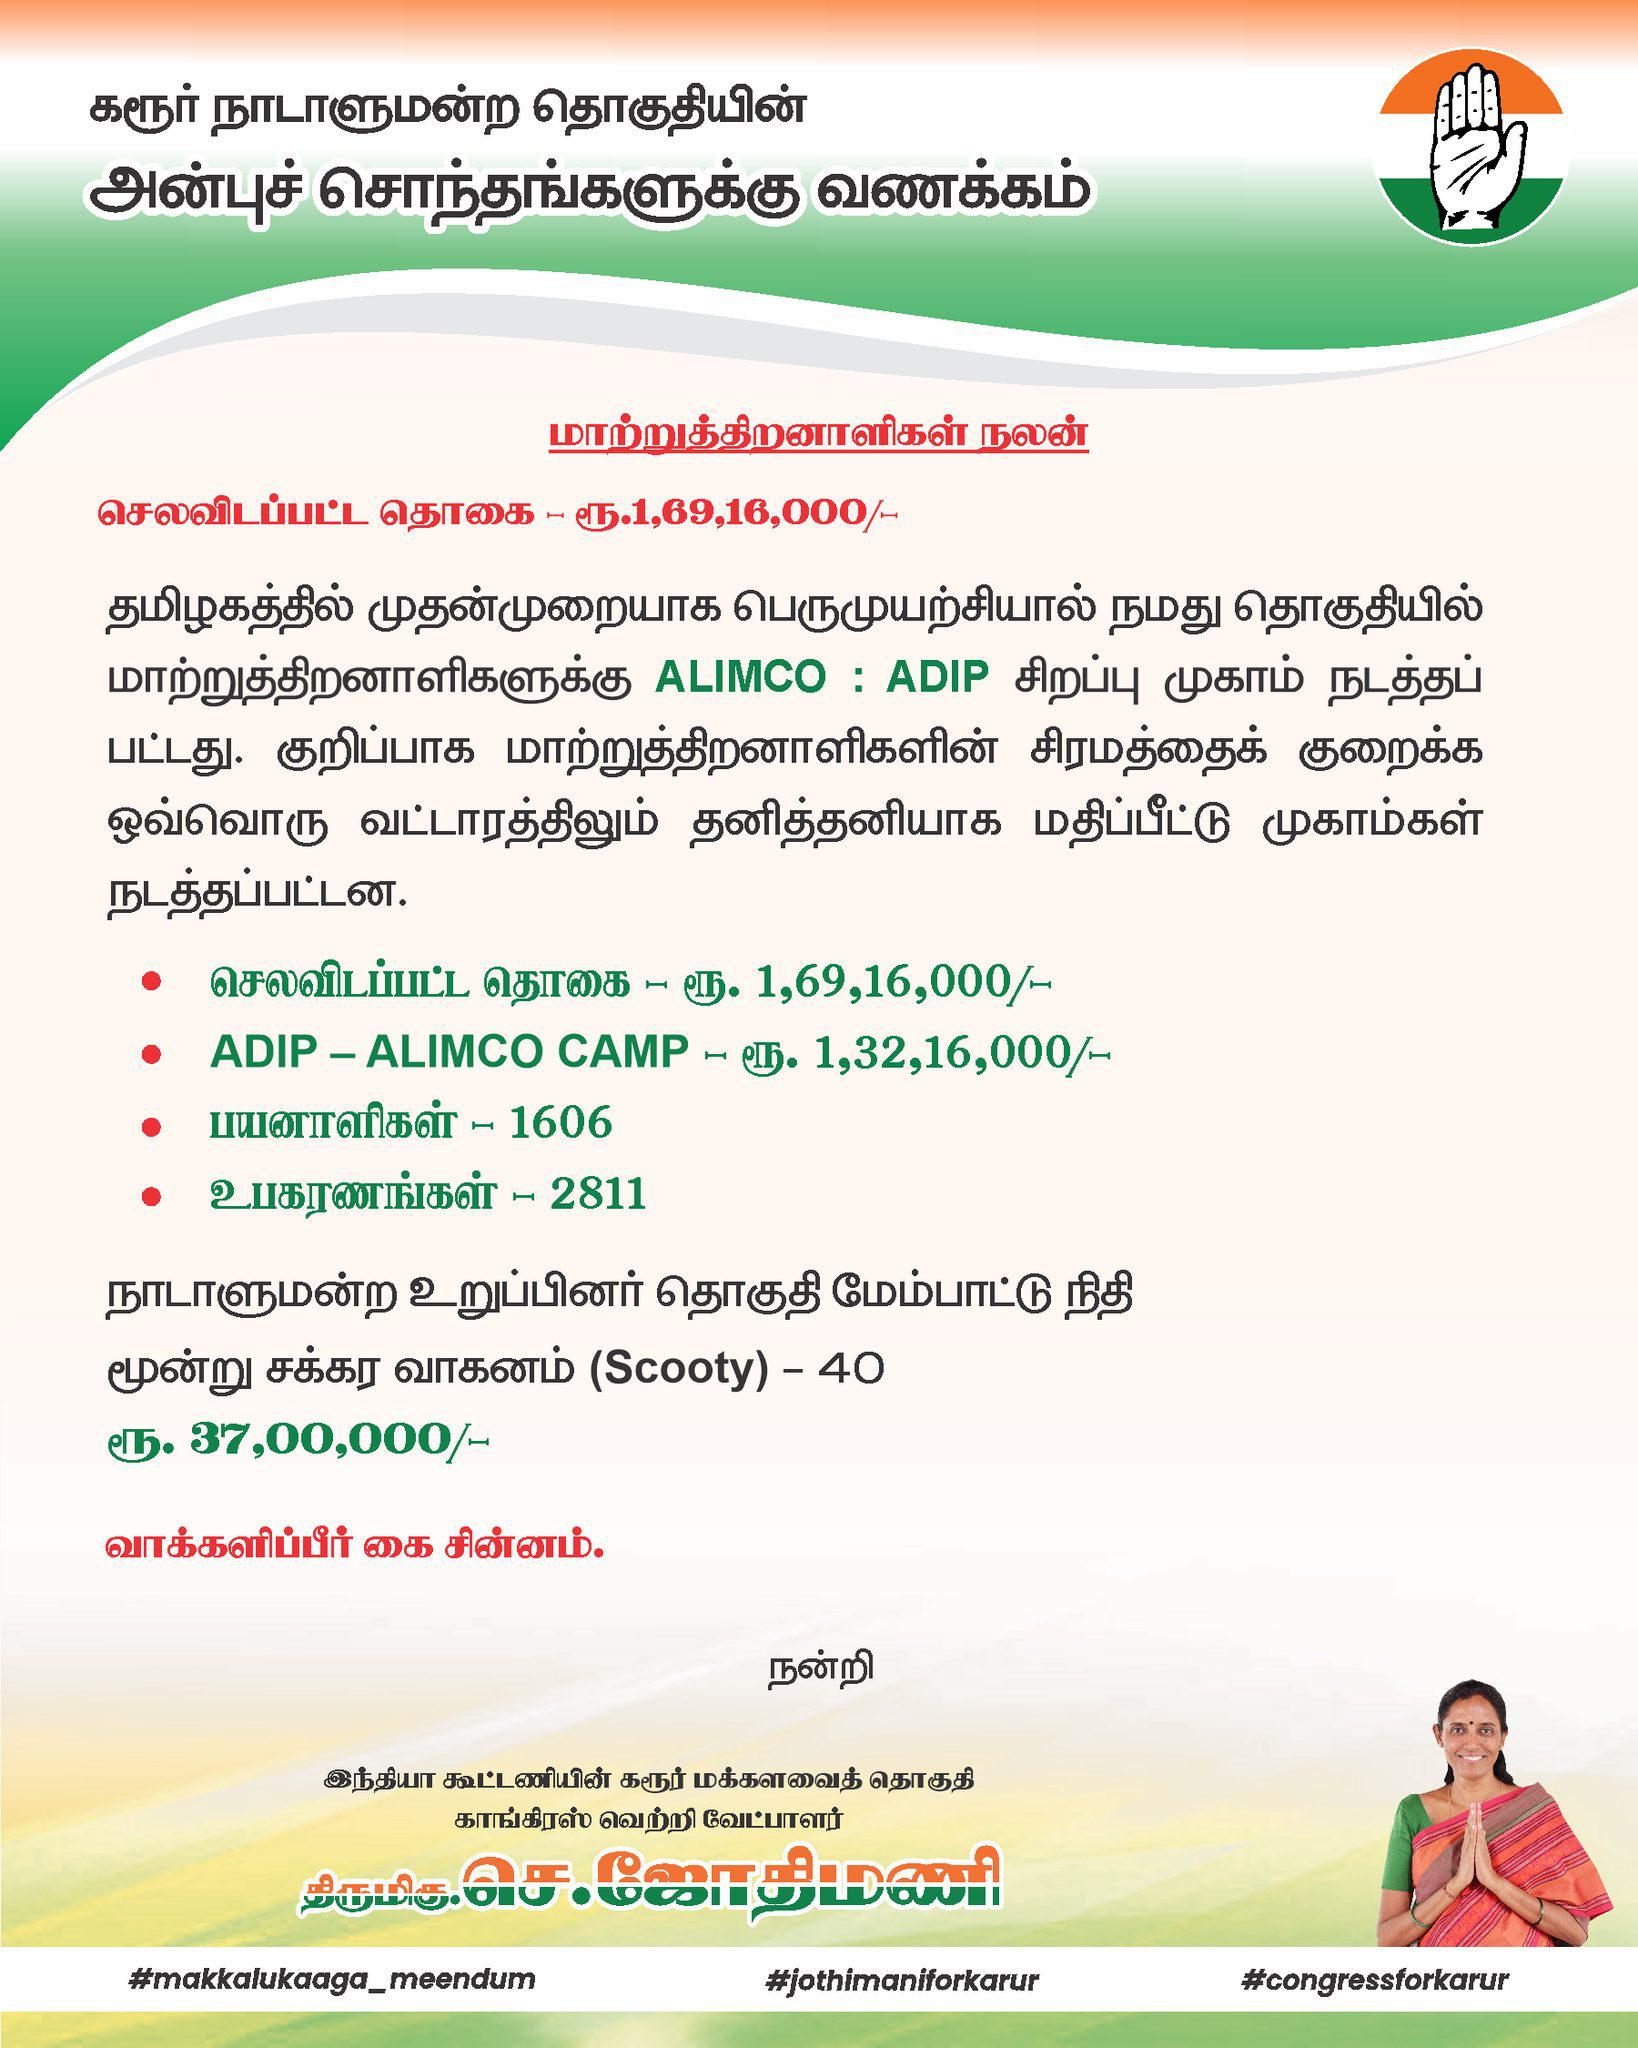 கரூர் நாடாளுமன்ற தொகுதியின்
அன்புச் சொந்தங்களுக்கு வணக்கம்
மாற்றுத்திறனாளிகள் நலன்
செலவிடப்பட்ட தொகை – ரூ.1,69,16,000/-
தமிழகத்தில் முதன்முறையாக பெருமுயற்சியால் நமது தொகுதியில்
மாற்றுத்திறனாளிகளுக்கு ALIMCO : ADIP சிறப்பு முகாம் நடத்தப்
பட்டது. குறிப்பாக மாற்றுத்திறனாளிகளின் சிரமத்தைக் குறைக்க
ஒவ்வொரு வட்டாரத்திலும் தனித்தனியாக மதிப்பீட்டு முகாம்கள்
நடத்தப்பட்டன.
• செலவிடப்பட்ட தொகை – ரூ. 1,69,16,000/-
• ADIP – ALIMCO CAMP – ரூ. 1,32,16,000/-
• பயனாளிகள் – 1606
• உபகரணங்கள் – 2811
நாடாளுமன்ற உறுப்பினர் தொகுதி மேம்பாட்டு நிதி
மூன்று சக்கர வாகனம் (Scooty) – 40
ரூ. 37,00,000/-
வாக்களிப்பீர் கை சின்னம்.
நன்றி
இந்தியா கூட்டணியின் கரூர் மக்களவைத் தொகுதி
காங்கிரஸ் வெற்றி வேட்பாளர்
திருமிகு.செ.ஜோதிமணி
#makkalukaaga_meendum #jothimaniforkarur #congressforkarur